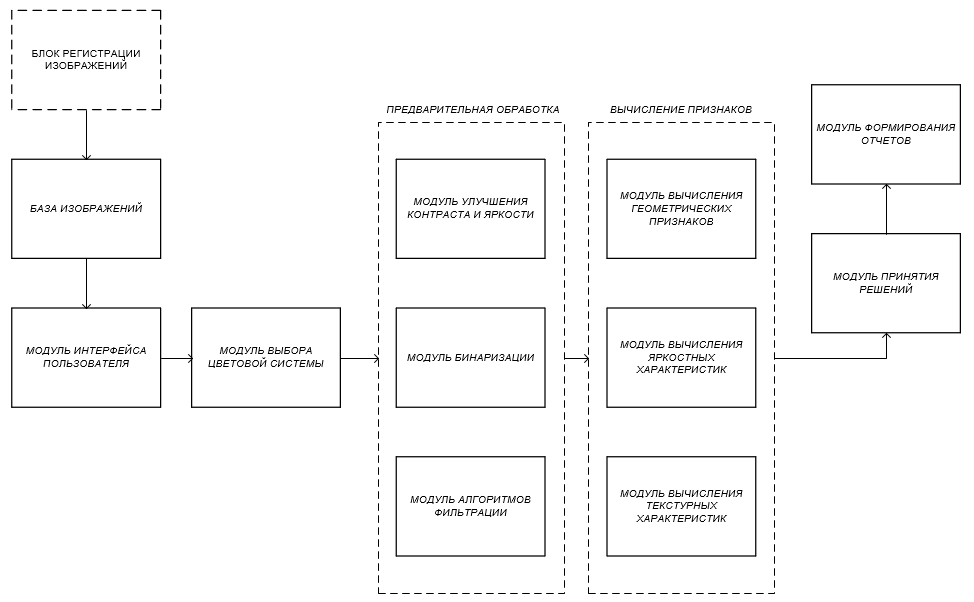 БЛОК РЕГИСТРАЦИИ
ИЗОБРАЖЕНИЙ
БАЗА ИЗОБРАЖЕНИЙ
МОДУЛЬ ИНТЕРФЕЙСА
ПОЛЬЗОВАТЕЛЯ
МОДУЛЬ ВЫБОРА
ЦВЕТОВОЙ СИСТЕМЫ
ПРЕДВАРИТЕЛЬНАЯ ОБРАБОТКА
МОДУЛЬ УЛУЧШЕНИЯ
КОНТРАСТА И ЯРКОСТИ
МОДУЛЬ БИНАРИЗАЦИИ
МОДУЛЬ АЛГОРИТМОВ
ФИЛЬТРАЦИИ
ВЫЧИСЛЕНИЕ ПРИЗНАКОВ
МОДУЛЬ ВЫЧИСЛЕНИЯ
ГЕОМЕТРИЧЕСКИХ
ПРИЗНАКОВ
МОДУЛЬ ВЫЧИСЛЕНИЯ
ЯРКОСТНЫХ
ХАРАКТЕРИСТИК
МОДУЛЬ ВЫЧИСЛЕНИЯ
ТЕКСТУРНЫХ
ХАРАКТЕРИСТИК
МОДУЛЬ ФОРМИРОВАНИЯ
ОТЧЕТОВ
МОДУЛЬ ПРИНЯТИЯ
РЕШЕНИЙ